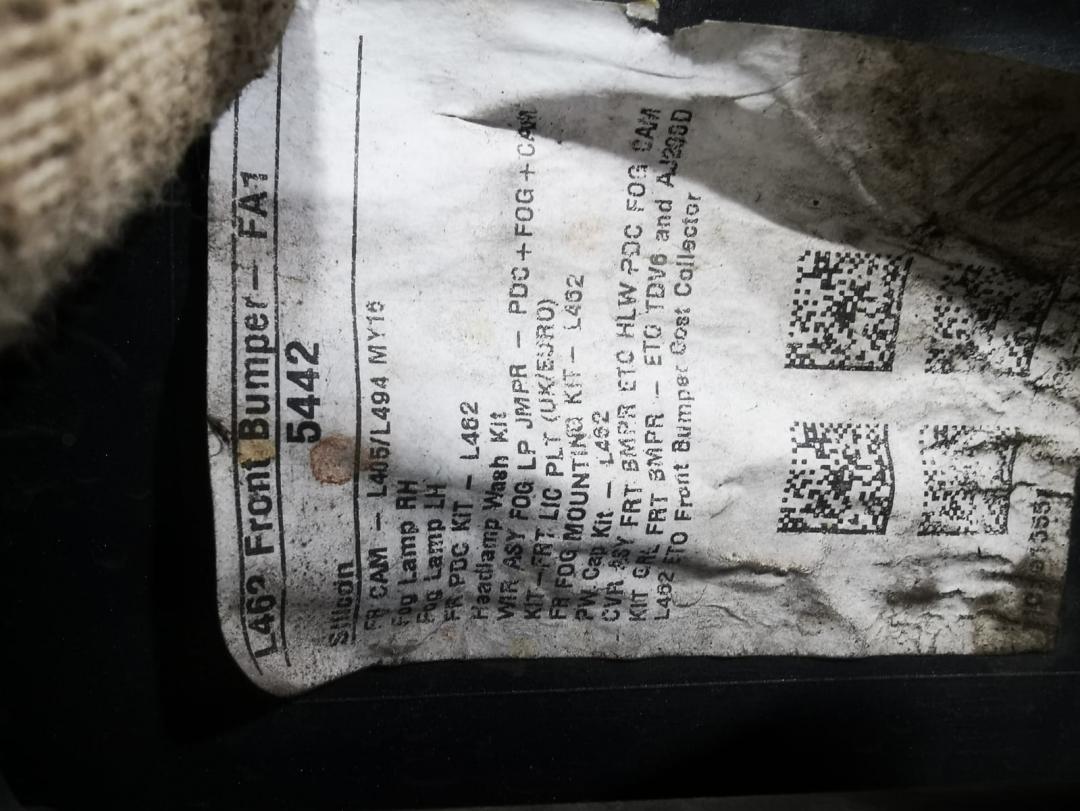 L462 Front Bumper – FA1
5442
Silicon
FR CAM – L405/L494 MY16
Fog Lamp RH
Fog Lamp LH
FR PDC KIT – L462
Headlamp Wash Kit
WIR ASY FOG LP JMPR – PDC + FOG + CAM
KIT – FRT LIC PLT (UK/EURO)
FR FOG MOUNTING KIT – L462
PW Cap Kit – L462
CVR ASY FRT BMPR ETO HLW PDC FOG CAM
KIT GRL FRT BMPR – ETO TDV6 and AJ200D
L462 ETO Front Bumper Cost Collector